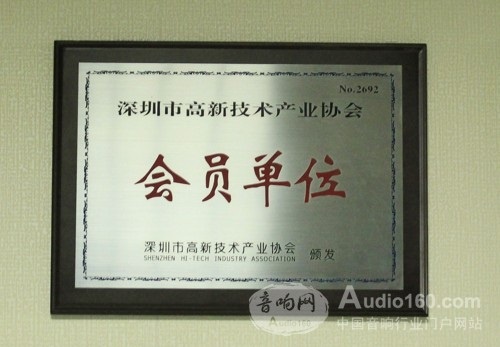 No.2692
深圳市高新技术产业协会
会员单位
深圳市高新技术产业协会 颁发
SHENZHEN HI-TECH INDUSTRY ASSOCIATION
音响网 Audio160.com
Audio160
中国音响行业门户网站